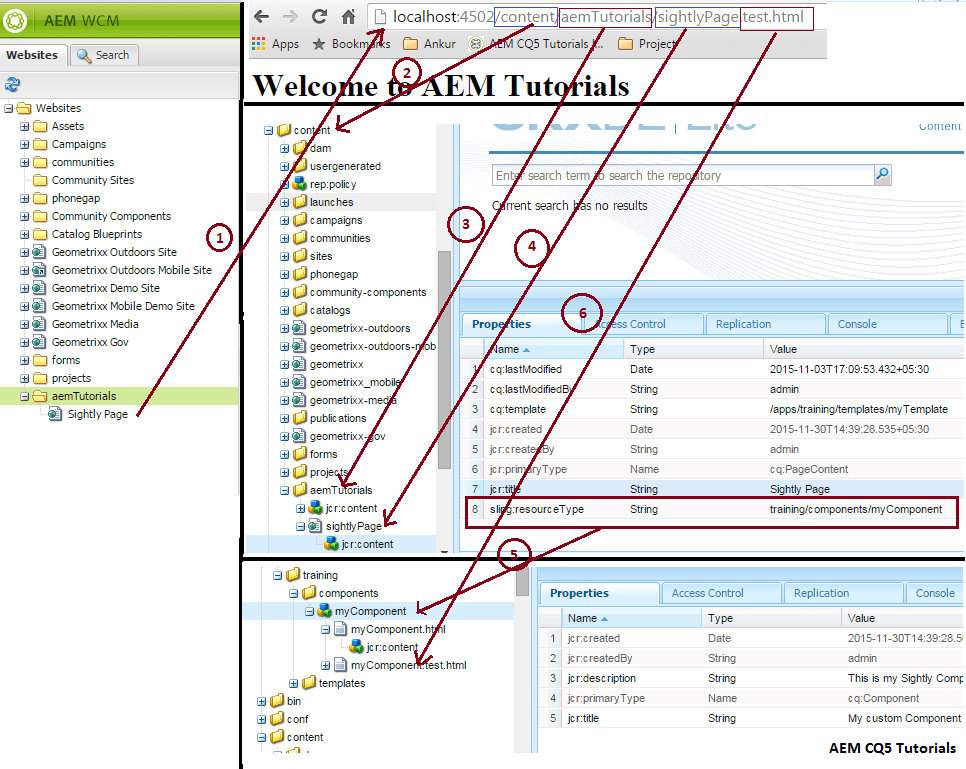 AEM WCM
Websites
Search
Websites
Assets
Campaigns
communities
Community Sites
phonegap
Community Components
Catalog Blueprints
Geometrixx Outdoors Site
Geometrixx Outdoors Mobile Site
Geometrixx Demo Site
Geometrixx Mobile Demo Site
Geometrixx Media
Geometrixx Gov
forms
projects
aemTutorials
Sightly Page
localhost:4502/content/aemTutorials/sightlyPage.test.html
Apps Bookmarks Ankur AEM CQ5 Tutorials Project
Welcome to AEM Tutorials
1
2
3
4
5
6
content
dam
usergenerated
rep:policy
launches
campaigns
communities
sites
phonegap
community-components
catalogs
geometrixx-outdoors
geometrixx-outdoors-mob
geometrixx
geometrixx_mobile
geometrixx-media
publications
geometrixx-gov
forms
projects
aemTutorials
jcr:content
sightlyPage
jcr:content
Lite
Content
Enter search term to search the repository
Current search has no results
Properties Access Control Replication Console
Name Type Value
1 cq:lastModified Date 2015-11-03T17:09:53.432+05:30
2 cq:lastModifiedBy String admin
3 cq:template String /apps/training/templates/myTemplate
4 jcr:created Date 2015-11-30T14:39:28.535+05:30
5 jcr:createdBy String admin
6 jcr:primaryType Name cq:PageContent
7 jcr:title String Sightly Page
8 sling:resourceType String training/components/myComponent
training
components
myComponent
myComponent.html
jcr:content
myComponent.test.html
templates
bin
conf
content
Properties Access Control Replication Console
Name Type Value
1 jcr:created Date 2015-11-30T14:39:28.5
2 jcr:createdBy String admin
3 jcr:description String This is my Sightly Comp
4 jcr:primaryType Name cq:Component
5 jcr:title String My custom Component
AEM CQ5 Tutorials